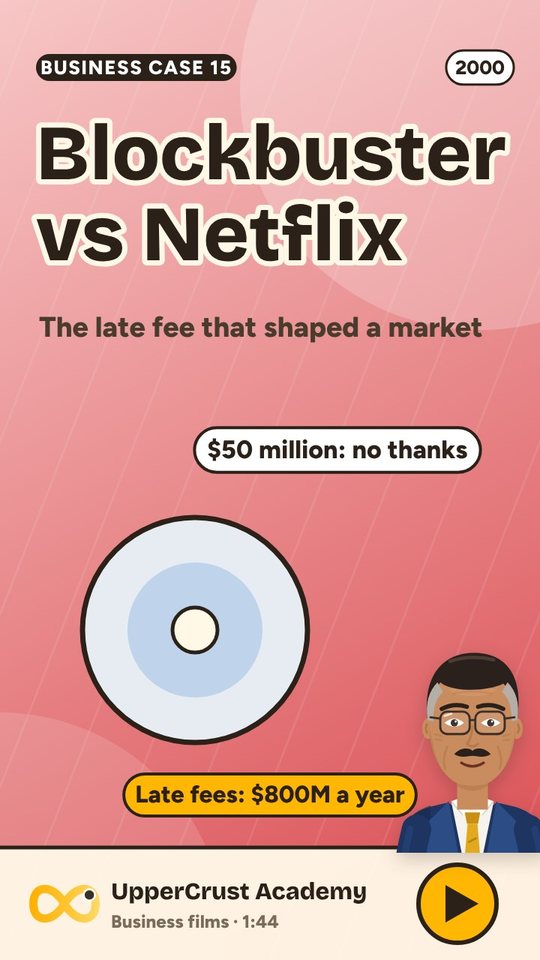 BUSINESS CASE 15
2000
Blockbuster
vs Netflix
The late fee that shaped a market
$50 million: no thanks
Late fees: $800M a year
UpperCrust Academy
Business films · 1:44